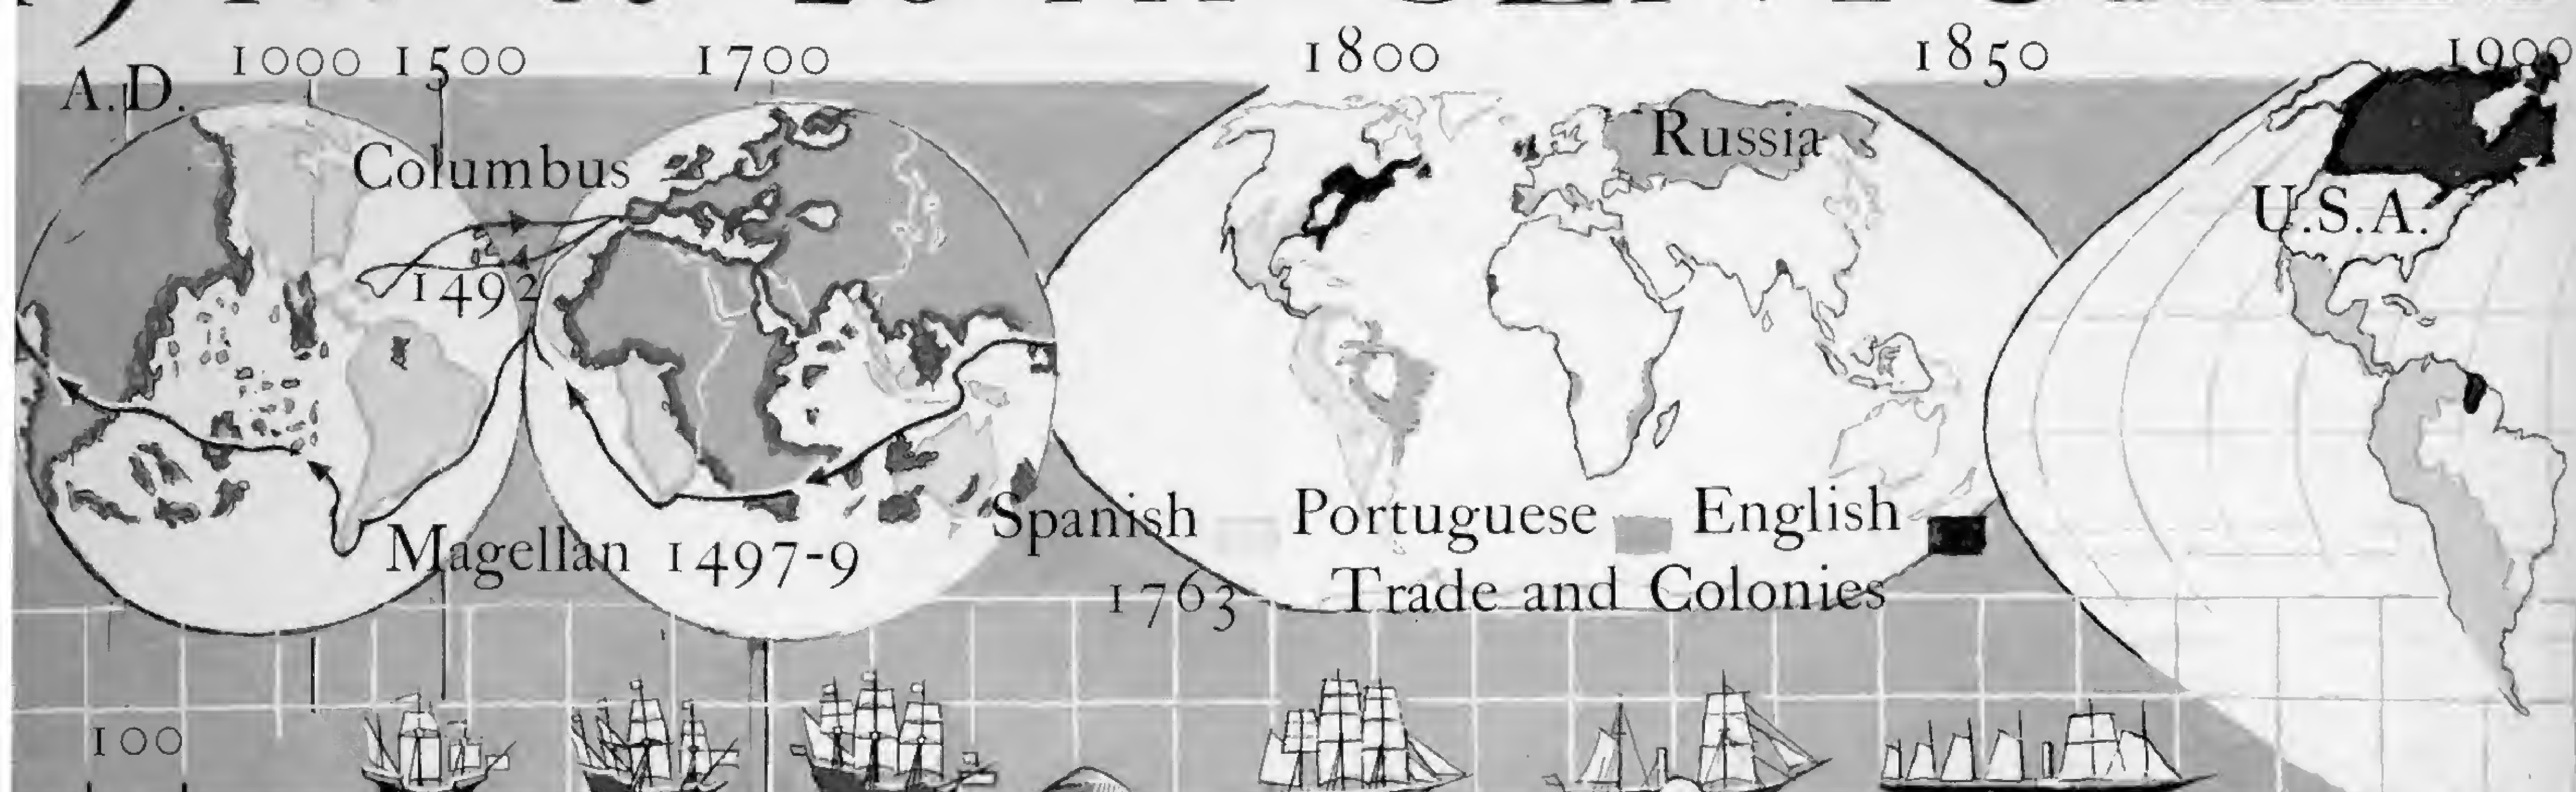 A.D. 1000 1500 1700 1800 1850 1900
Columbus
1492
Russia
U.S.A.
Magellan 1497-9
Spanish Portuguese English
1763 Trade and Colonies
100